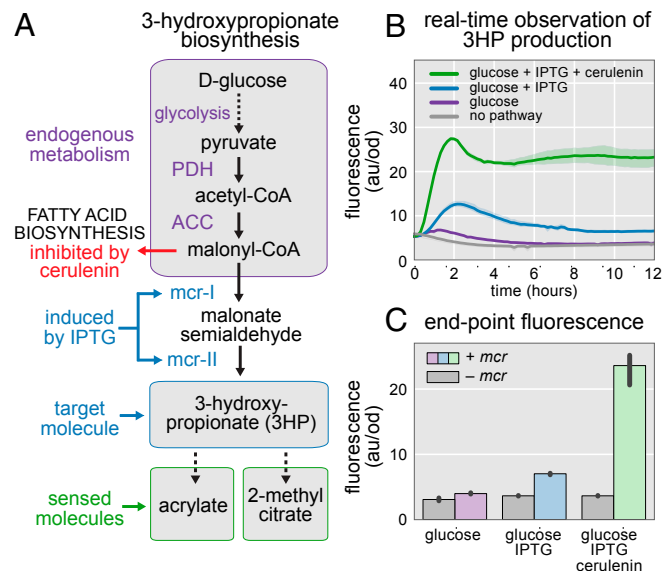 A
3-hydroxypropionate
biosynthesis
D-glucose
glycolysis
pyruvate
PDH
acetyl-CoA
ACC
malonyl-CoA
endogenous
metabolism
FATTY ACID
BIOSYNTHESIS
inhibited by
cerulenin
mcr-I
induced
by IPTG
malonate
semialdehyde
mcr-II
target
molecule
3-hydroxy-
propionate (3HP)
sensed
molecules
acrylate
2-methyl
citrate
B
real-time observation of
3HP production
fluorescence
(au/od)
40
20
10
0
glucose + IPTG + cerulenin
glucose + IPTG
glucose
no pathway
0 2 4 6 8 10 12
time (hours)
C
end-point fluorescence
fluorescence
(au/od)
20
10
0
+ mcr
– mcr
glucose
glucose
IPTG
glucose
IPTG
cerulenin